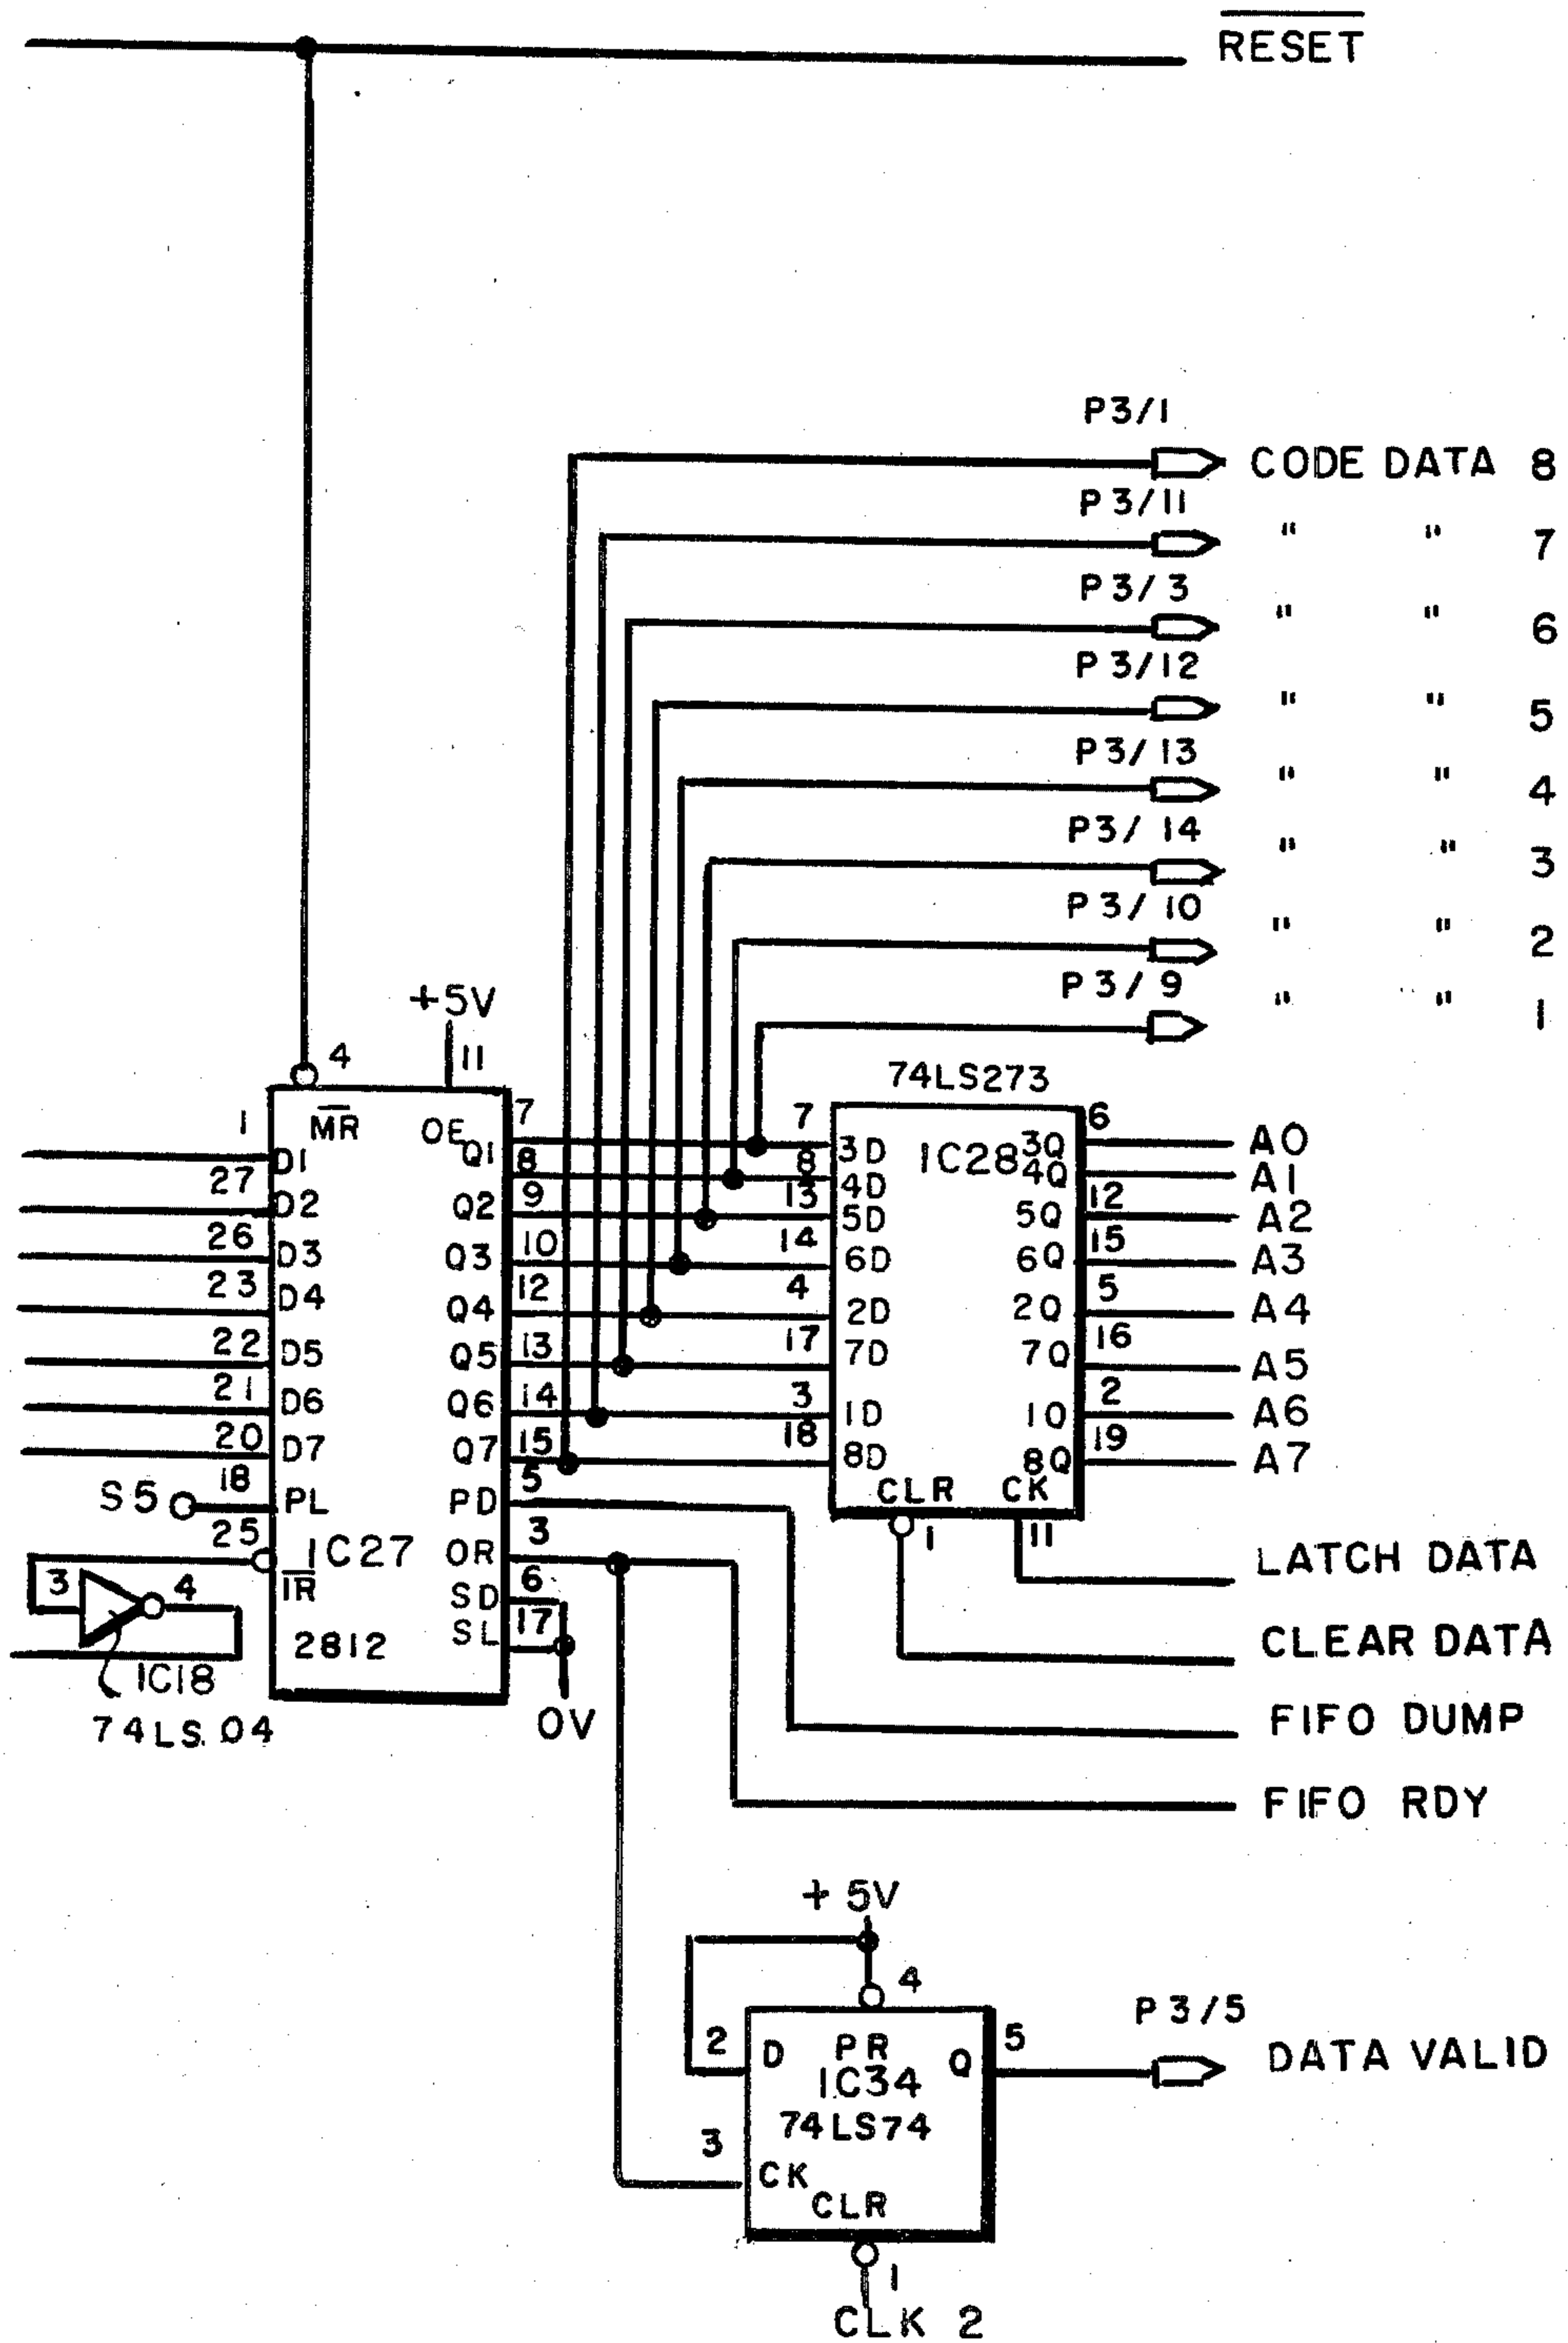 RESET
P3/1
CODE DATA 8
P3/11
" " 7
P3/3
" " 6
P3/12
" " 5
P3/13
" " 4
P3/14
" " 3
P3/10
" " 2
P3/9
" " 1
+5V
4
11
74LS273
1
MR
OE
7
7
6
D1
Q1
3D
IC28
3Q
A0
27
8
8
4D
4Q
A1
D2
Q2
9
13
5D
5Q
12
A2
26
D3
Q3
10
14
6D
6Q
15
A3
23
D4
Q4
12
4
2D
2Q
5
A4
22
D5
Q5
13
17
7D
7Q
16
A5
21
D6
Q6
14
3
1D
1Q
2
A6
20
D7
Q7
15
18
8D
8Q
19
A7
S5
18
PL
PD
5
CLR
CK
25
IC27
OR
3
1
11
LATCH DATA
3
4
IR
SD
6
2812
SL
17
CLEAR DATA
IC18
74LS04
0V
FIFO DUMP
FIFO RDY
+5V
4
P3/5
2
D
PR
Q
5
DATA VALID
IC34
74LS74
3
CK
CLR
1
CLK 2